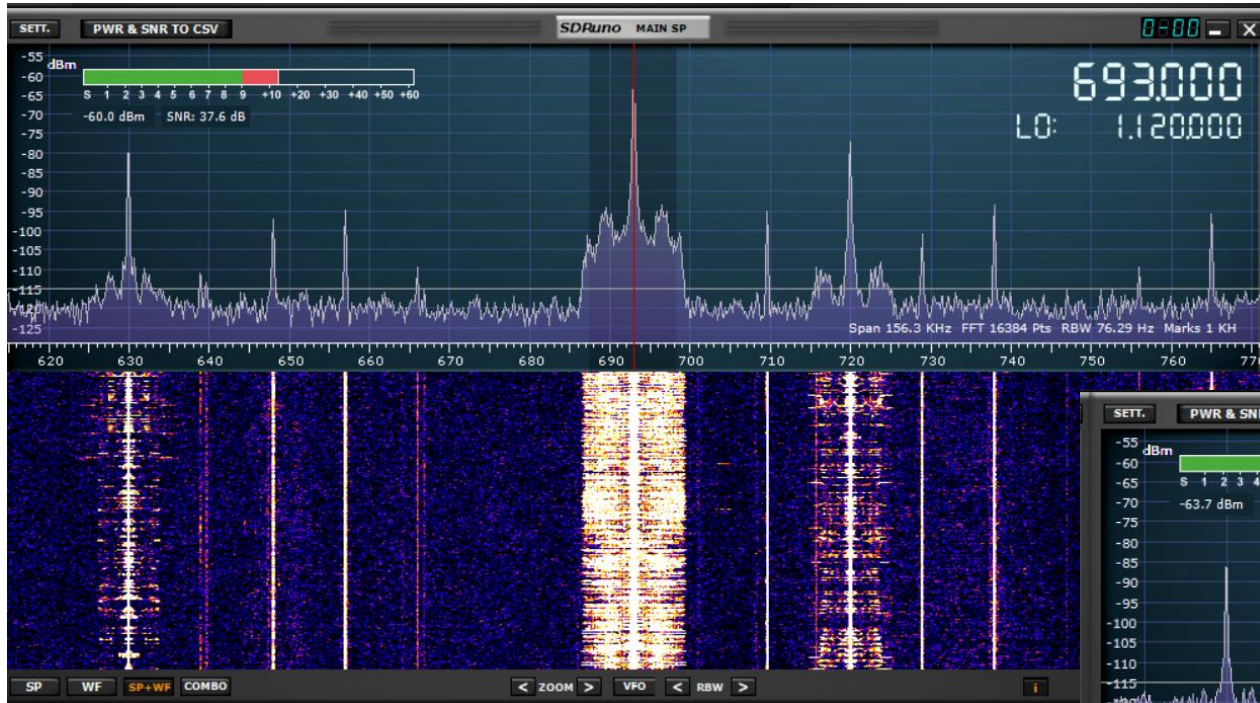 SETT. PWR & SNR TO CSV SDRuno MAIN SP 0-00
-55 dBm
-60
-65
-70
-75
-80
-85
-90
-95
-100
-105
-110
-115
-120
-125
S 1 2 3 4 5 6 7 8 9 +10 +20 +30 +40 +50 +60
-60.0 dBm SNR: 37.6 dB
693.000
LO: 1.120.000
Span 156.3 KHz FFT 16384 Pts RBW 76.29 Hz Marks 1 KH
620 630 640 650 660 670 680 690 700 710 720 730 740 750 760 770
SP WF SP+WF COMBO < ZOOM > VFO < RBW > i
SETT. PWR & SN
-55 dBm
-60
-65
-70
-75
-80
-85
-90
-95
-100
-105
-110
-115
S 1 2 3 4
-63.7 dBm